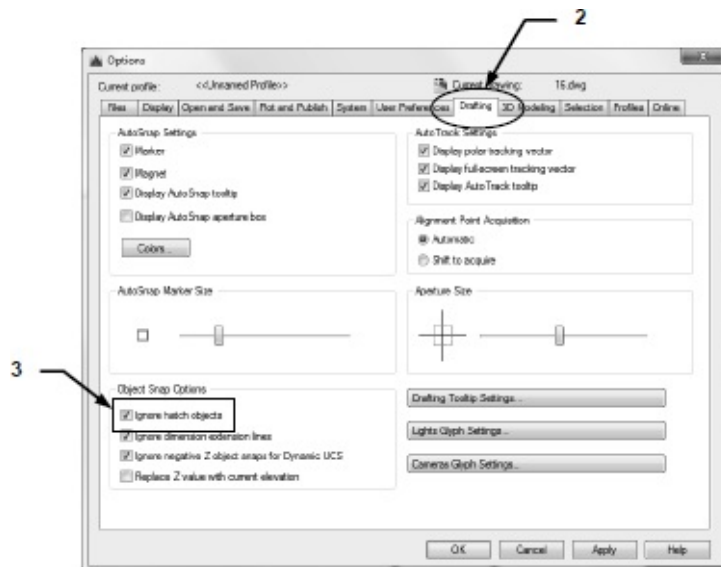 2
Options
Current profile: <<Unnamed Profile>> Current drawing: 16.dwg
Files Display Open and Save Plot and Publish System User Preferences Drafting 3D Modeling Selection Profiles Online
AutoSnap Settings
Marker
Magnet
Display AutoSnap tooltip
Display AutoSnap aperture box
Colors...
AutoTrack Settings
Display polar tracking vector
Display full-screen tracking vector
Display AutoTrack tooltip
Alignment Point Acquisition
Automatic
Shift to acquire
AutoSnap Marker Size
Aperture Size
3
Object Snap Options
Ignore hatch objects
Ignore dimension extension lines
Ignore negative Z object snaps for Dynamic UCS
Replace Z value with current elevation
Drafting Tooltip Settings...
Lights Glyph Settings...
Cameras Glyph Settings...
OK Cancel Apply Help